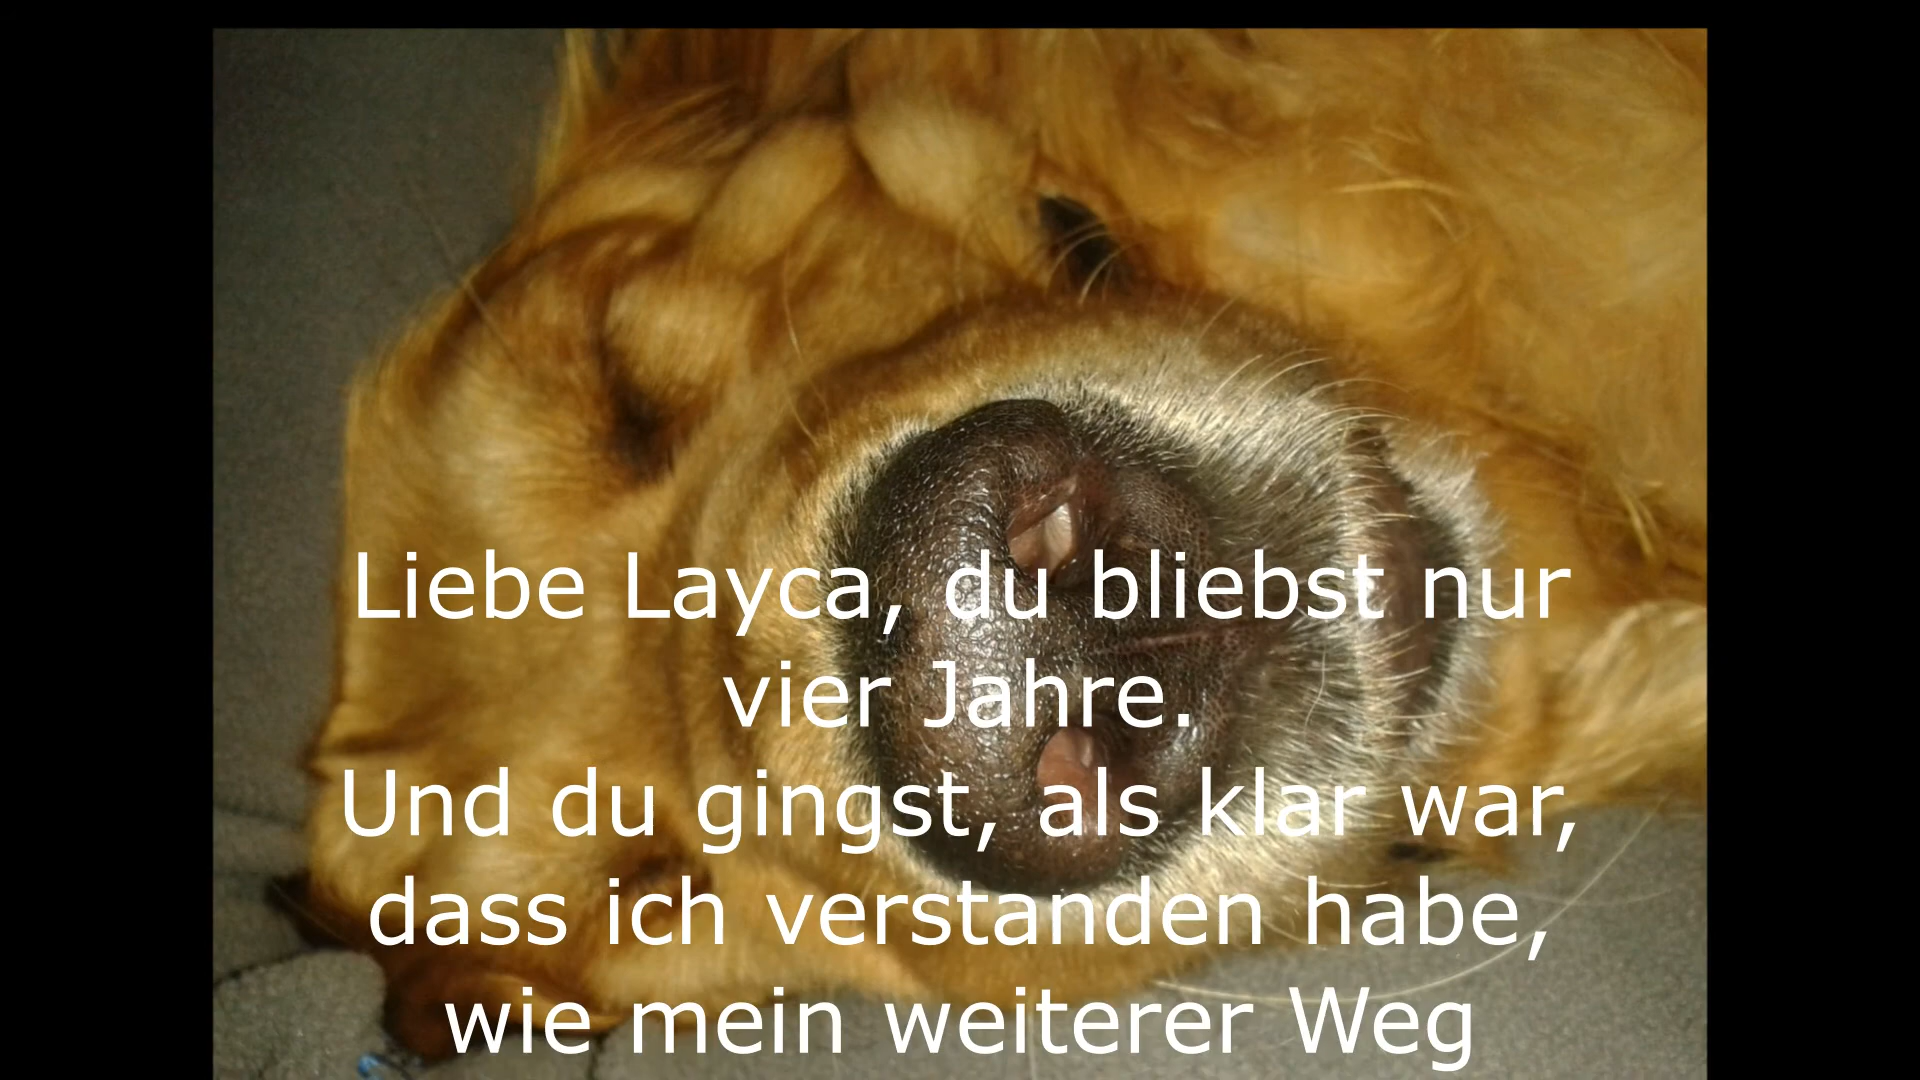 Liebe Layca, du bliebst nur
vier Jahre.
Und du gingst, als klar war,
dass ich verstanden habe,
wie mein weiterer Weg